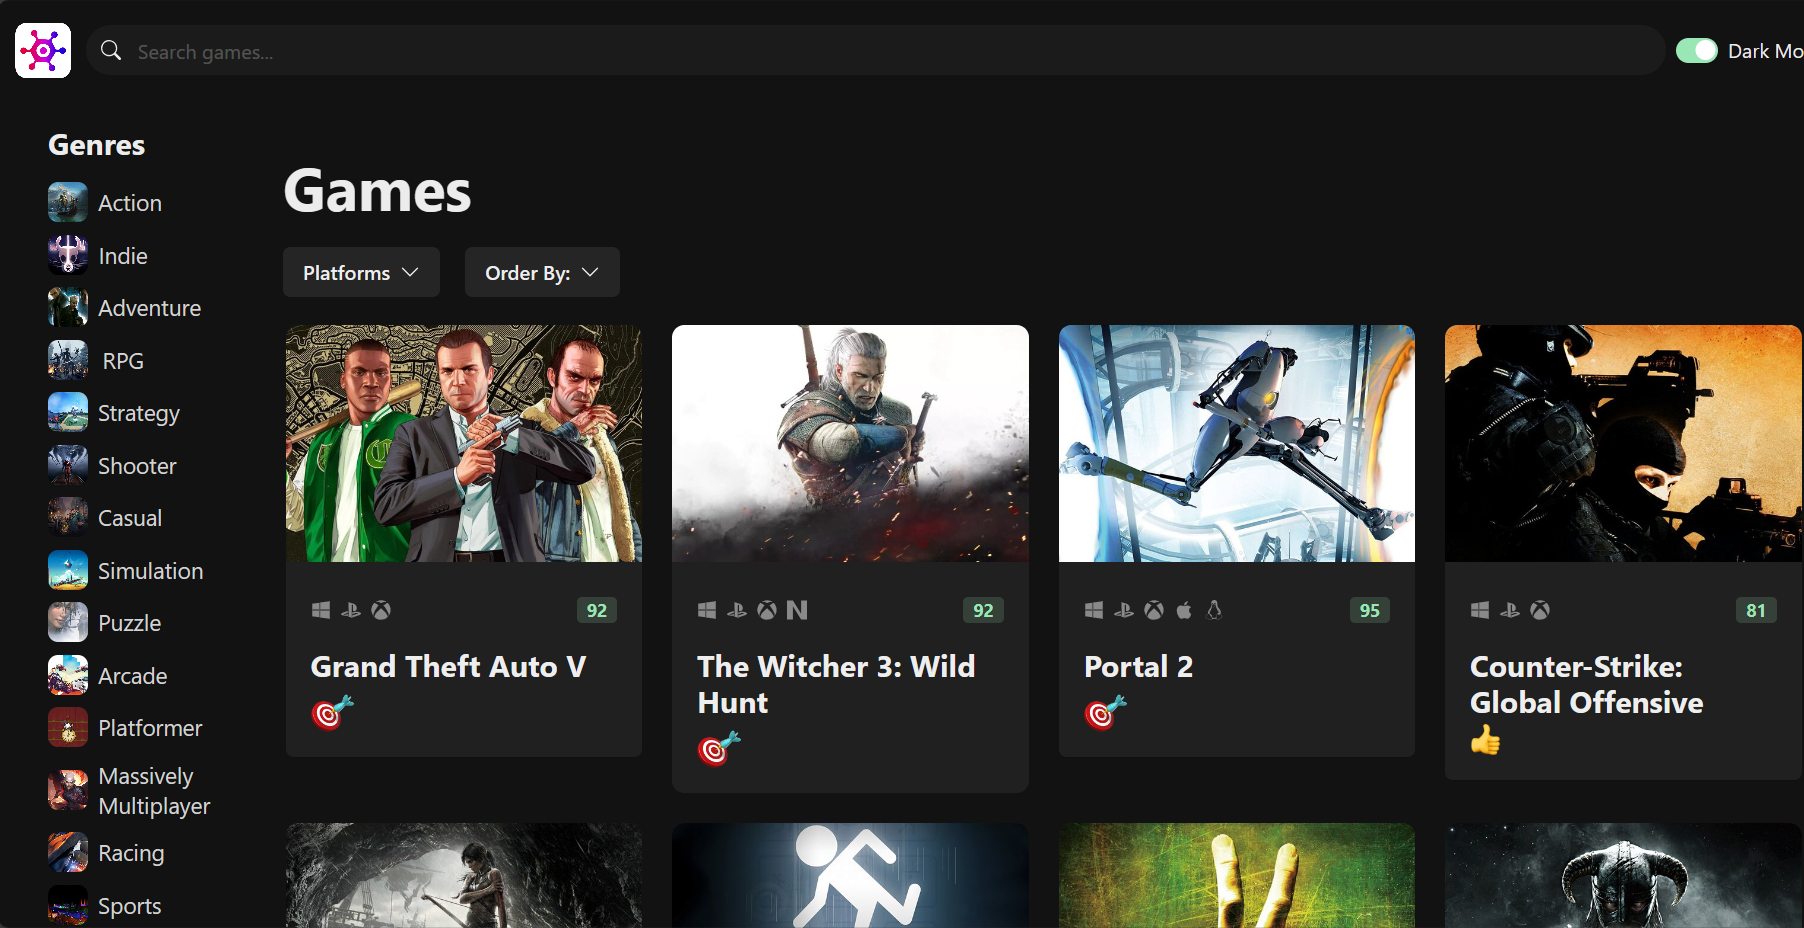 Search games...
Dark Mo
Genres
Action
Indie
Adventure
RPG
Strategy
Shooter
Casual
Simulation
Puzzle
Arcade
Platformer
Massively
Multiplayer
Racing
Sports
Games
Platforms
Order By:
92
Grand Theft Auto V
92
The Witcher 3: Wild
Hunt
95
Portal 2
81
Counter-Strike:
Global Offensive